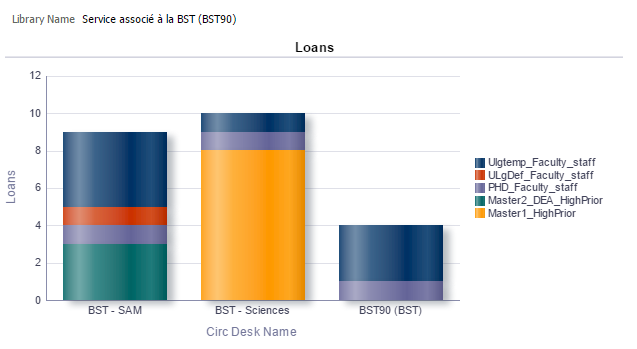 Library Name Service associé à la BST (BST90)
Loans
12
10
8
6
4
2
0
Loans
BST - SAM BST - Sciences BST90 (BST)
Circ Desk Name
Ulgtemp_Faculty_staff
ULgDef_Faculty_staff
PHD_Faculty_staff
Master2_DEA_HighPrior
Master1_HighPrior